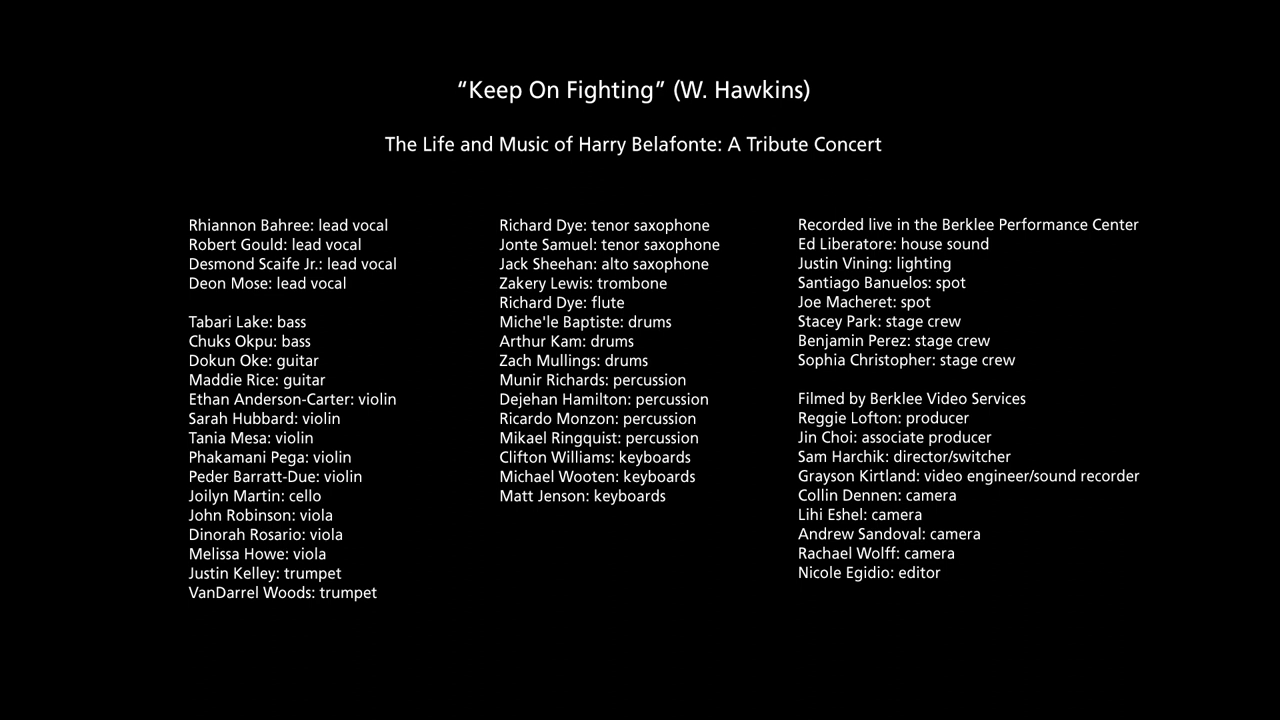 “Keep On Fighting” (W. Hawkins)
The Life and Music of Harry Belafonte: A Tribute Concert
Rhiannon Bahree: lead vocal
Robert Gould: lead vocal
Desmond Scaife Jr.: lead vocal
Deon Mose: lead vocal
Tabari Lake: bass
Chuks Okpu: bass
Dokun Oke: guitar
Maddie Rice: guitar
Ethan Anderson-Carter: violin
Sarah Hubbard: violin
Tania Mesa: violin
Phakamani Pega: violin
Peder Barratt-Due: violin
Joilyn Martin: cello
John Robinson: viola
Dinorah Rosario: viola
Melissa Howe: viola
Justin Kelley: trumpet
VanDarrel Woods: trumpet
Richard Dye: tenor saxophone
Jonte Samuel: tenor saxophone
Jack Sheehan: alto saxophone
Zakery Lewis: trombone
Richard Dye: flute
Miche'le Baptiste: drums
Arthur Kam: drums
Zach Mullings: drums
Munir Richards: percussion
Dejehan Hamilton: percussion
Ricardo Monzon: percussion
Mikael Ringquist: percussion
Clifton Williams: keyboards
Michael Wooten: keyboards
Matt Jenson: keyboards
Recorded live in the Berklee Performance Center
Ed Liberatore: house sound
Justin Vining: lighting
Santiago Banuelos: spot
Joe Macheret: spot
Stacey Park: stage crew
Benjamin Perez: stage crew
Sophia Christopher: stage crew
Filmed by Berklee Video Services
Reggie Lofton: producer
Jin Choi: associate producer
Sam Harchik: director/switcher
Grayson Kirtland: video engineer/sound recorder
Collin Dennen: camera
Lihi Eshel: camera
Andrew Sandoval: camera
Rachael Wolff: camera
Nicole Egidio: editor